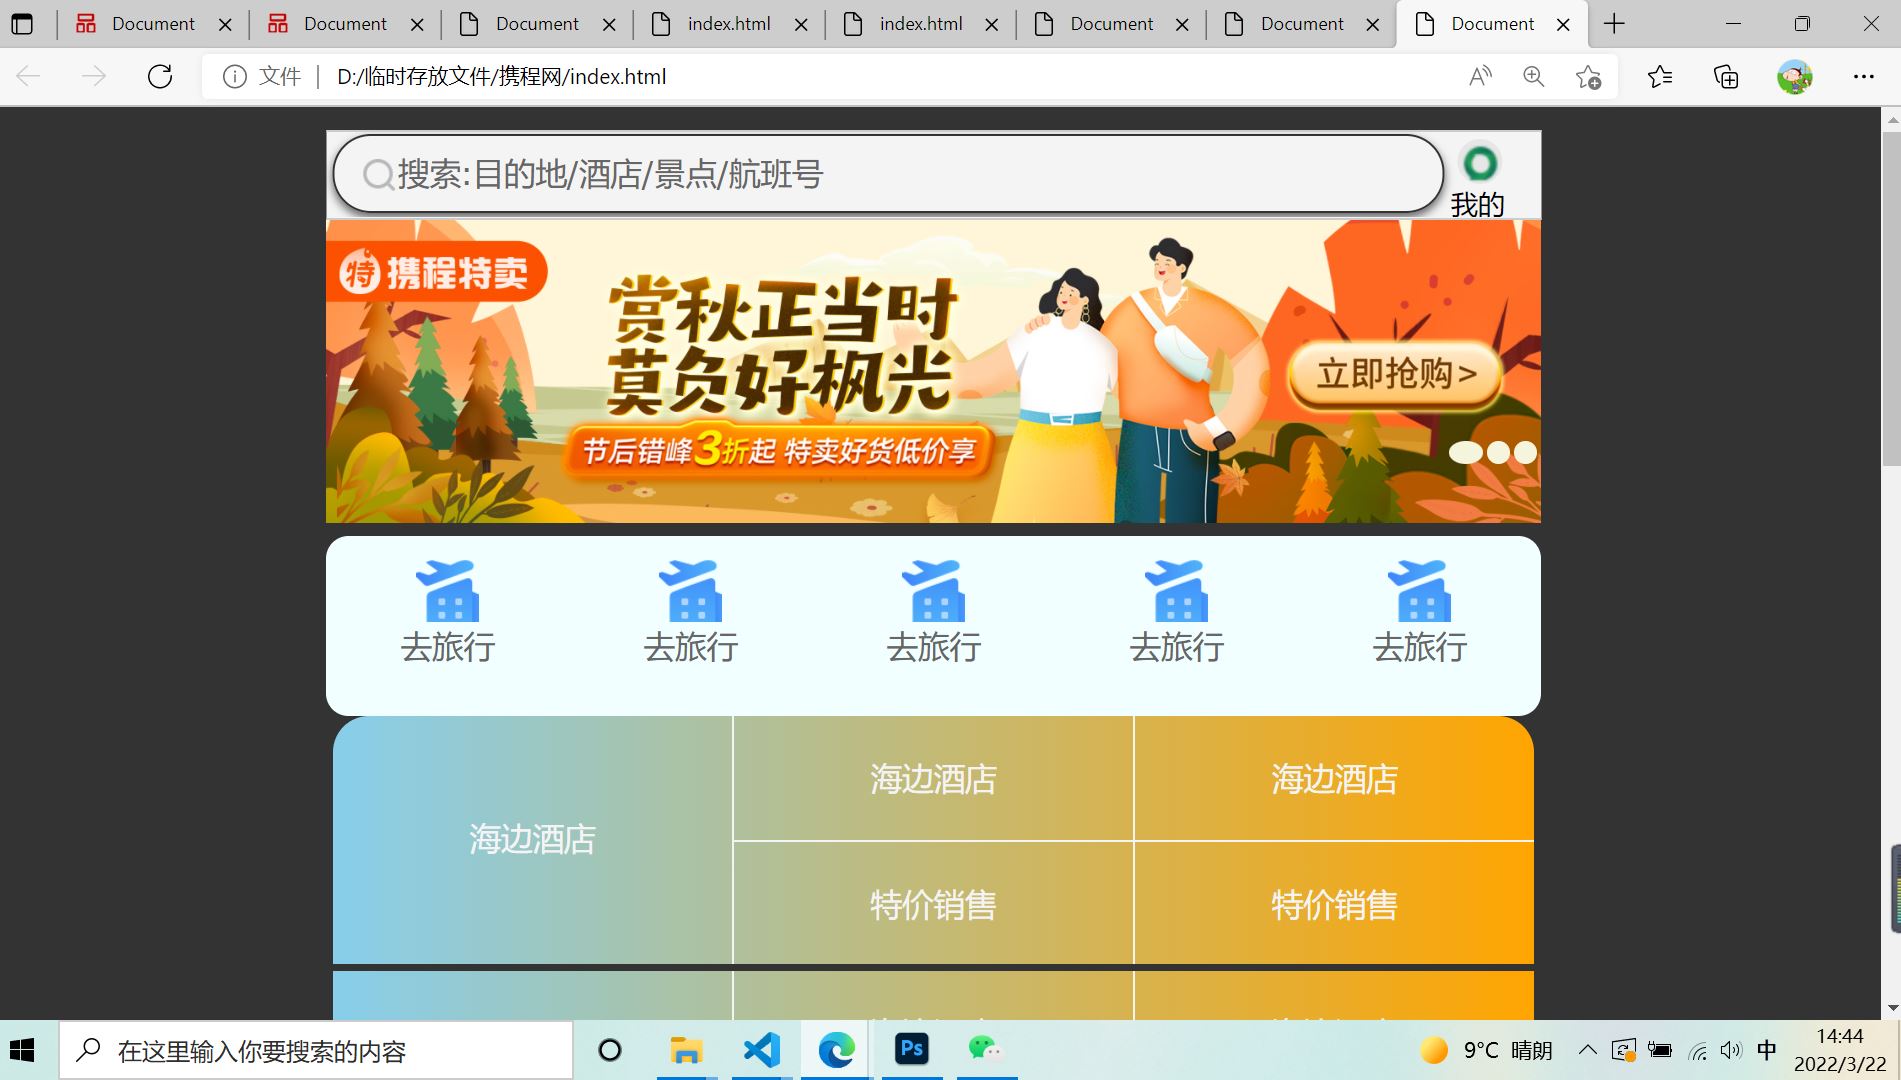 Document
Document
Document
index.html
index.html
Document
Document
Document
文件
D:/临时存放文件/携程网/index.html
搜索:目的地/酒店/景点/航班号
我的
特 携程特卖
赏秋正当时
莫负好枫光
立即抢购>
节后错峰3折起 特卖好货低价享
去旅行
去旅行
去旅行
去旅行
去旅行
海边酒店
海边酒店
海边酒店
特价销售
特价销售
在这里输入你要搜索的内容
Ps
9°C 晴朗
中
14:44
2022/3/22